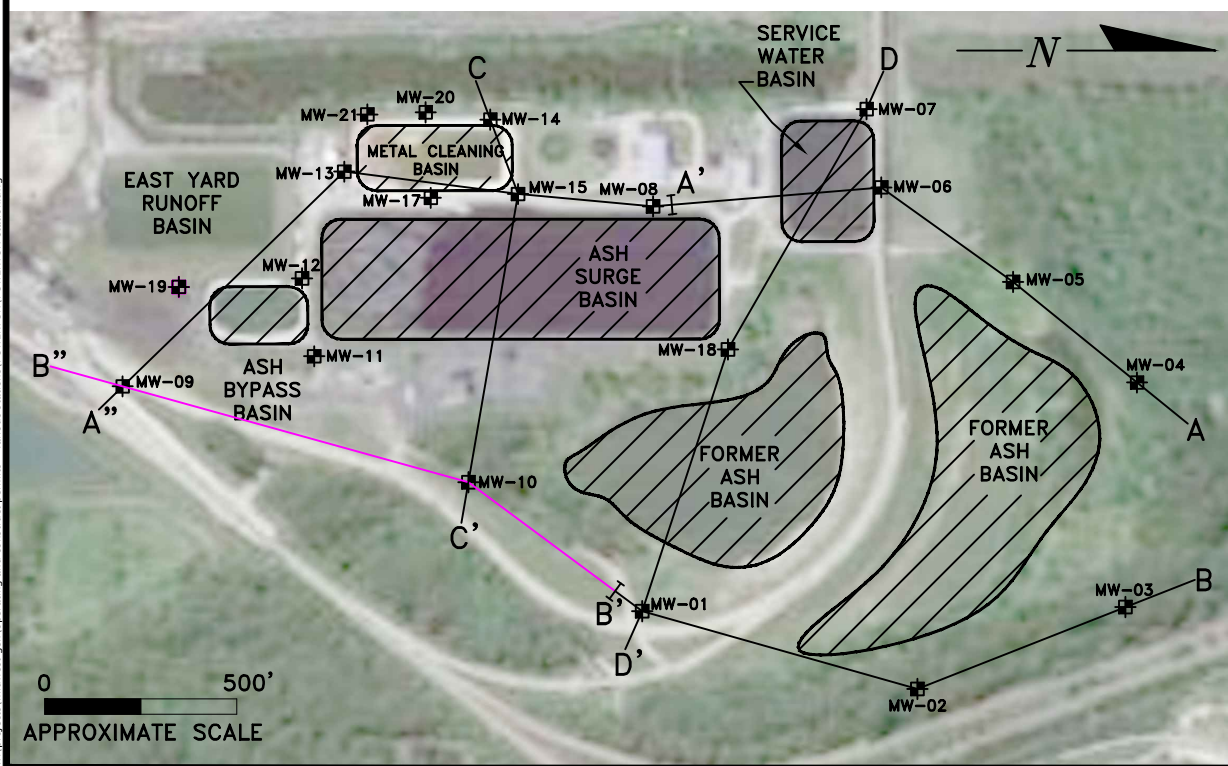 SERVICE
WATER
BASIN
N
D
C
MW-20
MW-21
MW-14
MW-07
METAL CLEANING
BASIN
MW-13
EAST YARD
RUNOFF
BASIN
MW-17
MW-15
MW-08
A'
MW-06
MW-12
MW-19
ASH
SURGE
BASIN
MW-05
MW-11
MW-18
B"
MW-09
A"
ASH
BYPASS
BASIN
MW-04
A
FORMER
ASH
BASIN
FORMER
ASH
BASIN
MW-10
C'
B'
MW-01
D'
MW-03
B
MW-02
0 500'
APPROXIMATE SCALE